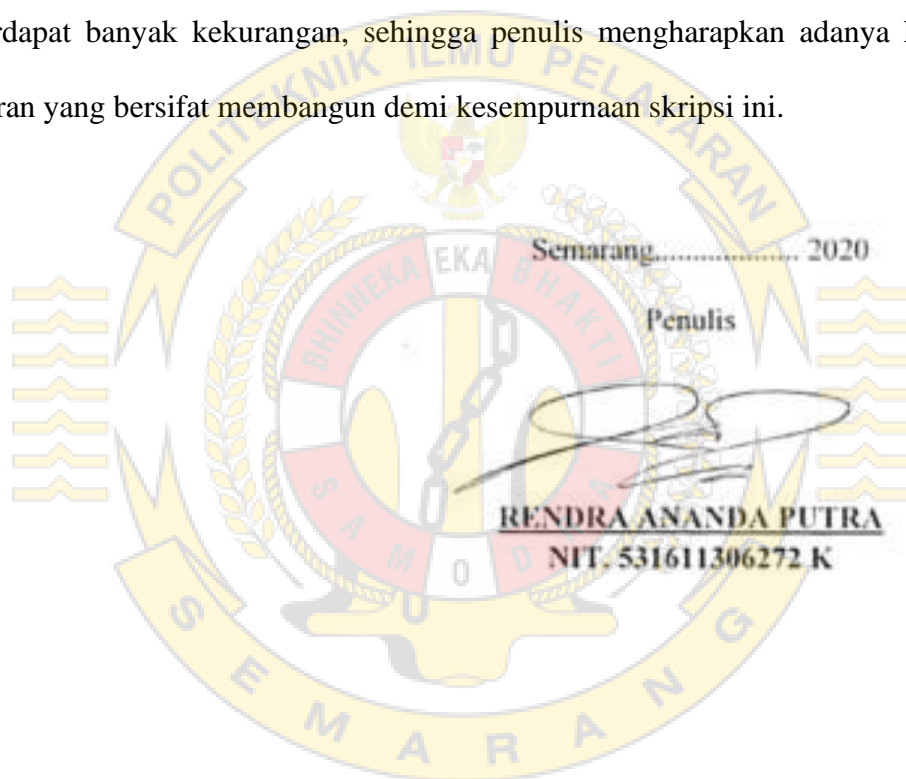 rdapat banyak kekurangan, sehingga penulis mengharapkan adanya
ran yang bersifat membangun demi kesempurnaan skripsi ini.
POLITEKNIK ILMU PELAYARAN
BHINNEKA EKA BHAKTI
Semarang.................... 2020
Penulis
RENDRA ANANDA PUTRA
NIT. 531611306272 K
SAMODRA
SEMARANG